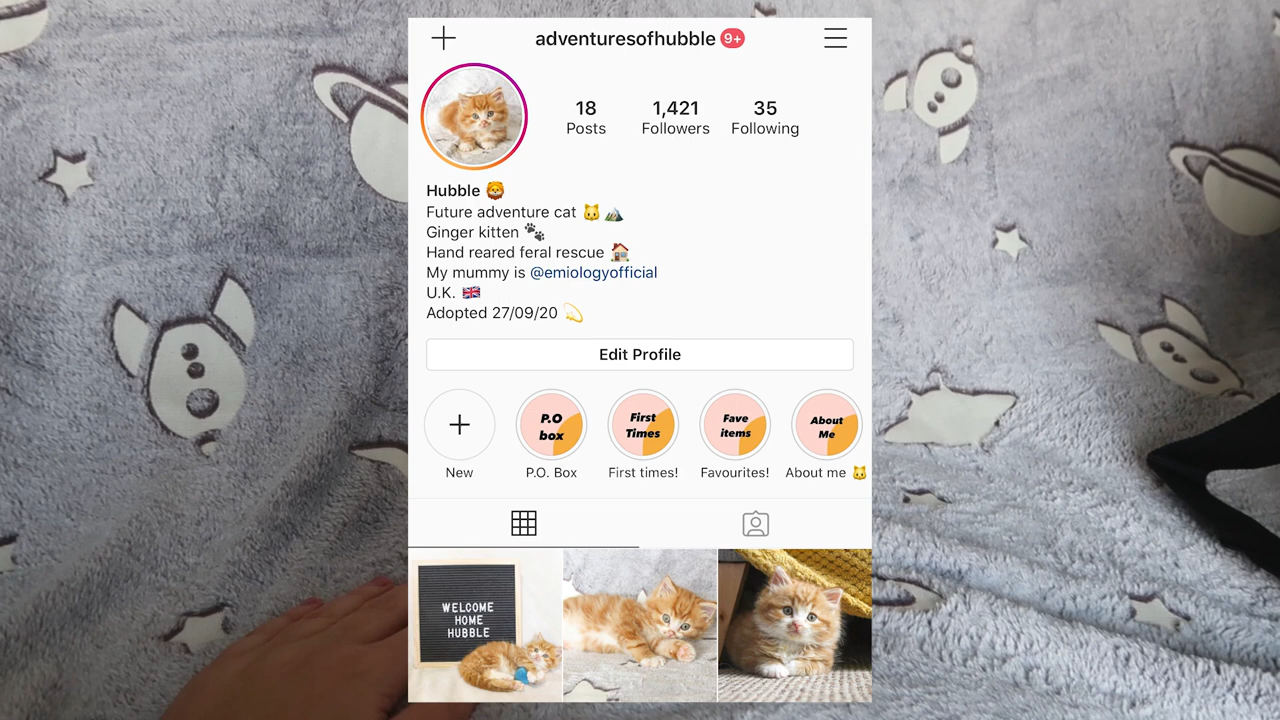 adventuresofhubble 9+
18 1,421 35
Posts Followers Following
Hubble 🦁
Future adventure cat 🐱 🏔️
Ginger kitten 🐾
Hand reared feral rescue 🏠
My mummy is @emiologyofficial
U.K. 🇬🇧
Adopted 27/09/20 💫
Edit Profile
P.O box
First Times
Fave items
About Me
New P.O. Box First times! Favourites! About me 🐱
WELCOME
HOME
HUBBLE